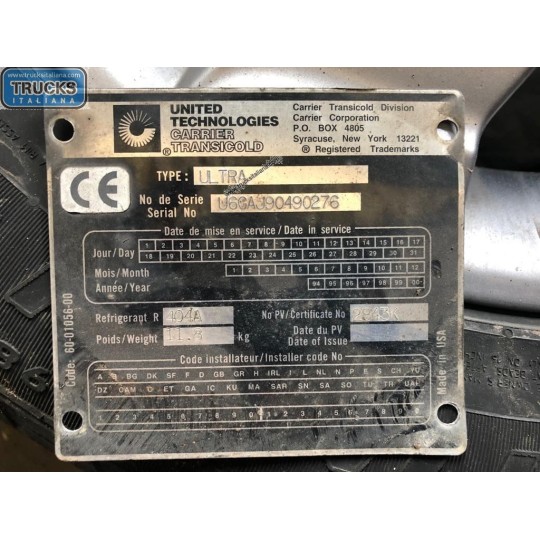 www.trucksitaliana.com
TRUCKS
ITALIANA
UNITED
TECHNOLOGIES
CARRIER
TRANSICOLD
Carrier Transicold Division
Carrier Corporation
P.O. BOX 4805
Syracuse, New York 13221
® Registered Trademarks
CE
TYPE: ULTRA
No de Serie
Serial No
Date de mise en service/Date in service
Jour/Day 1 2 3 4 5 6 7 8 9 10 11 12 13 14 15 16 17
18 19 20 21 22 23 24 25 26 27 28 29 30 31
Mois/Month 1 2 3 4 5 6 7 8 9 10 11 12
Année/Year 94 95 96 97 98 99 00
Refrigerant R 404A No PV/Certificate No
Poids/Weight kg Date du PV
Date of Issue
Code installateur/Installer code No
A B BG DK SF F D GB GR H IRL I L NL N P E S CH YU
DZ OAM D ET GA IC KU MA SAR SN SA SO TU TR UAE
Code: 60-01056-00
Made in USA